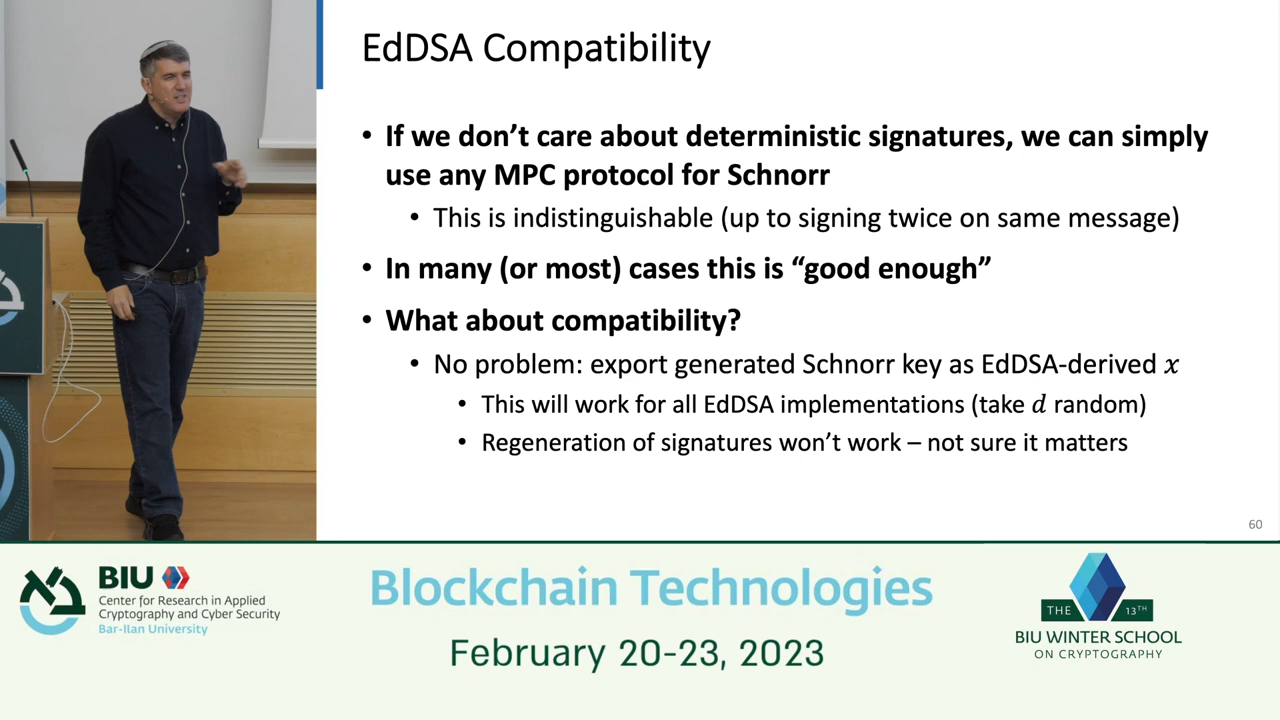 EdDSA Compatibility
• If we don't care about deterministic signatures, we can simply
use any MPC protocol for Schnorr
• This is indistinguishable (up to signing twice on same message)
• In many (or most) cases this is “good enough”
• What about compatibility?
• No problem: export generated Schnorr key as EdDSA-derived x
• This will work for all EdDSA implementations (take d random)
• Regeneration of signatures won't work – not sure it matters
60
BIU
Center for Research in Applied
Cryptography and Cyber Security
Bar-Ilan University
Blockchain Technologies
February 20-23, 2023
THE 13TH
BIU WINTER SCHOOL
ON CRYPTOGRAPHY